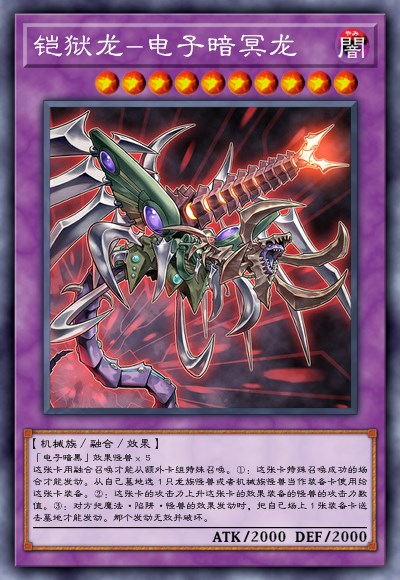 铠狱龙-电子暗冥龙
やみ
闇
【机械族/融合/效果】
「电子暗黑」效果怪兽×5
这张卡用融合召唤才能从额外卡组特殊召唤。①：这张卡特殊召唤成功的场
合才能发动。从自己墓地选1只龙族怪兽或者机械族怪兽当作装备卡使用给
这张卡装备。②：这张卡的攻击力上升这张卡的效果装备的怪兽的攻击力数
值。③：对方把魔法·陷阱·怪兽的效果发动时，把自己场上1张装备卡送
去墓地才能发动。那个发动无效并破坏。
ATK/2000 DEF/2000